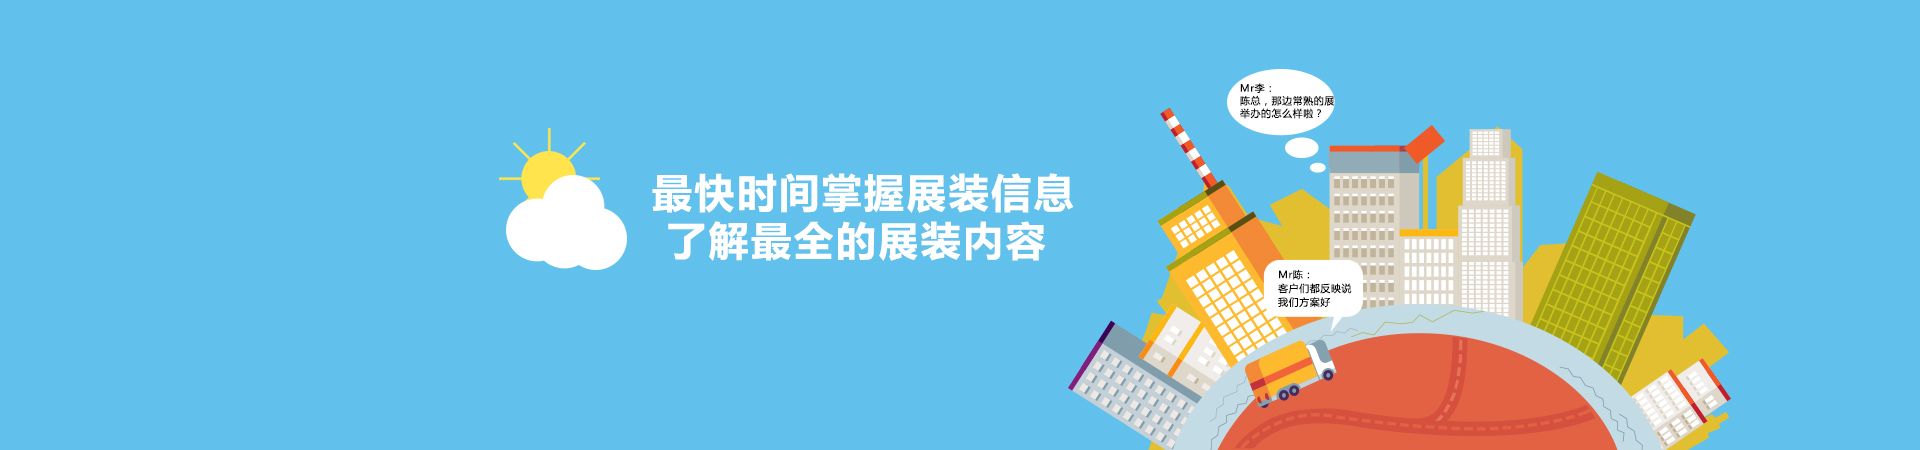 最快时间掌握展装信息
了解最全的展装内容
Mr李：
陈总，那边常熟的展
举办的怎么样啦？
Mr陈：
客户们都反映说
我们方案好